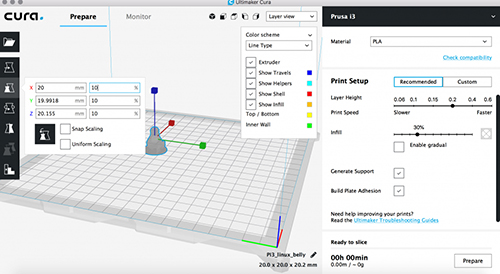 Ultimaker Cura
cura.
Prepare
Monitor
Layer view
Prusa i3
Material
PLA
Check compatibility
Color scheme
Line Type
Extruder
Show Travels
Show Helpers
Show Shell
Show Infill
Top / Bottom
Inner Wall
X 20. mm 10 %
Y 19.9918 mm 10 %
Z 20.155 mm 10 %
Snap Scaling
Uniform Scaling
Print Setup
Recommended
Custom
Layer Height
0.06 0.1 0.2 0.4 0.6
Print Speed
Slower
Faster
Infill
30%
Enable gradual
Generate Support
Build Plate Adhesion
Need help improving your prints?
Read the Ultimaker Troubleshooting Guides
PI3_linux_belly
20.0 x 20.0 x 20.2 mm
Ready to slice
00h 00min
0.00m / ~ 0g
Prepare